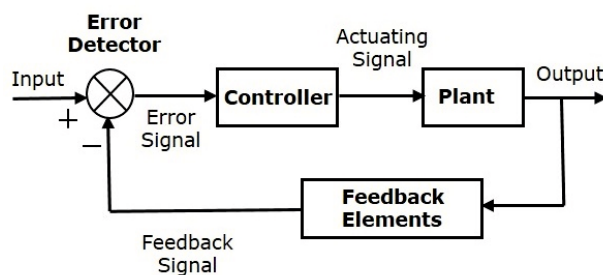 Error
Detector
Input
+
−
Error
Signal
Controller
Actuating
Signal
Plant
Output
Feedback
Elements
Feedback
Signal